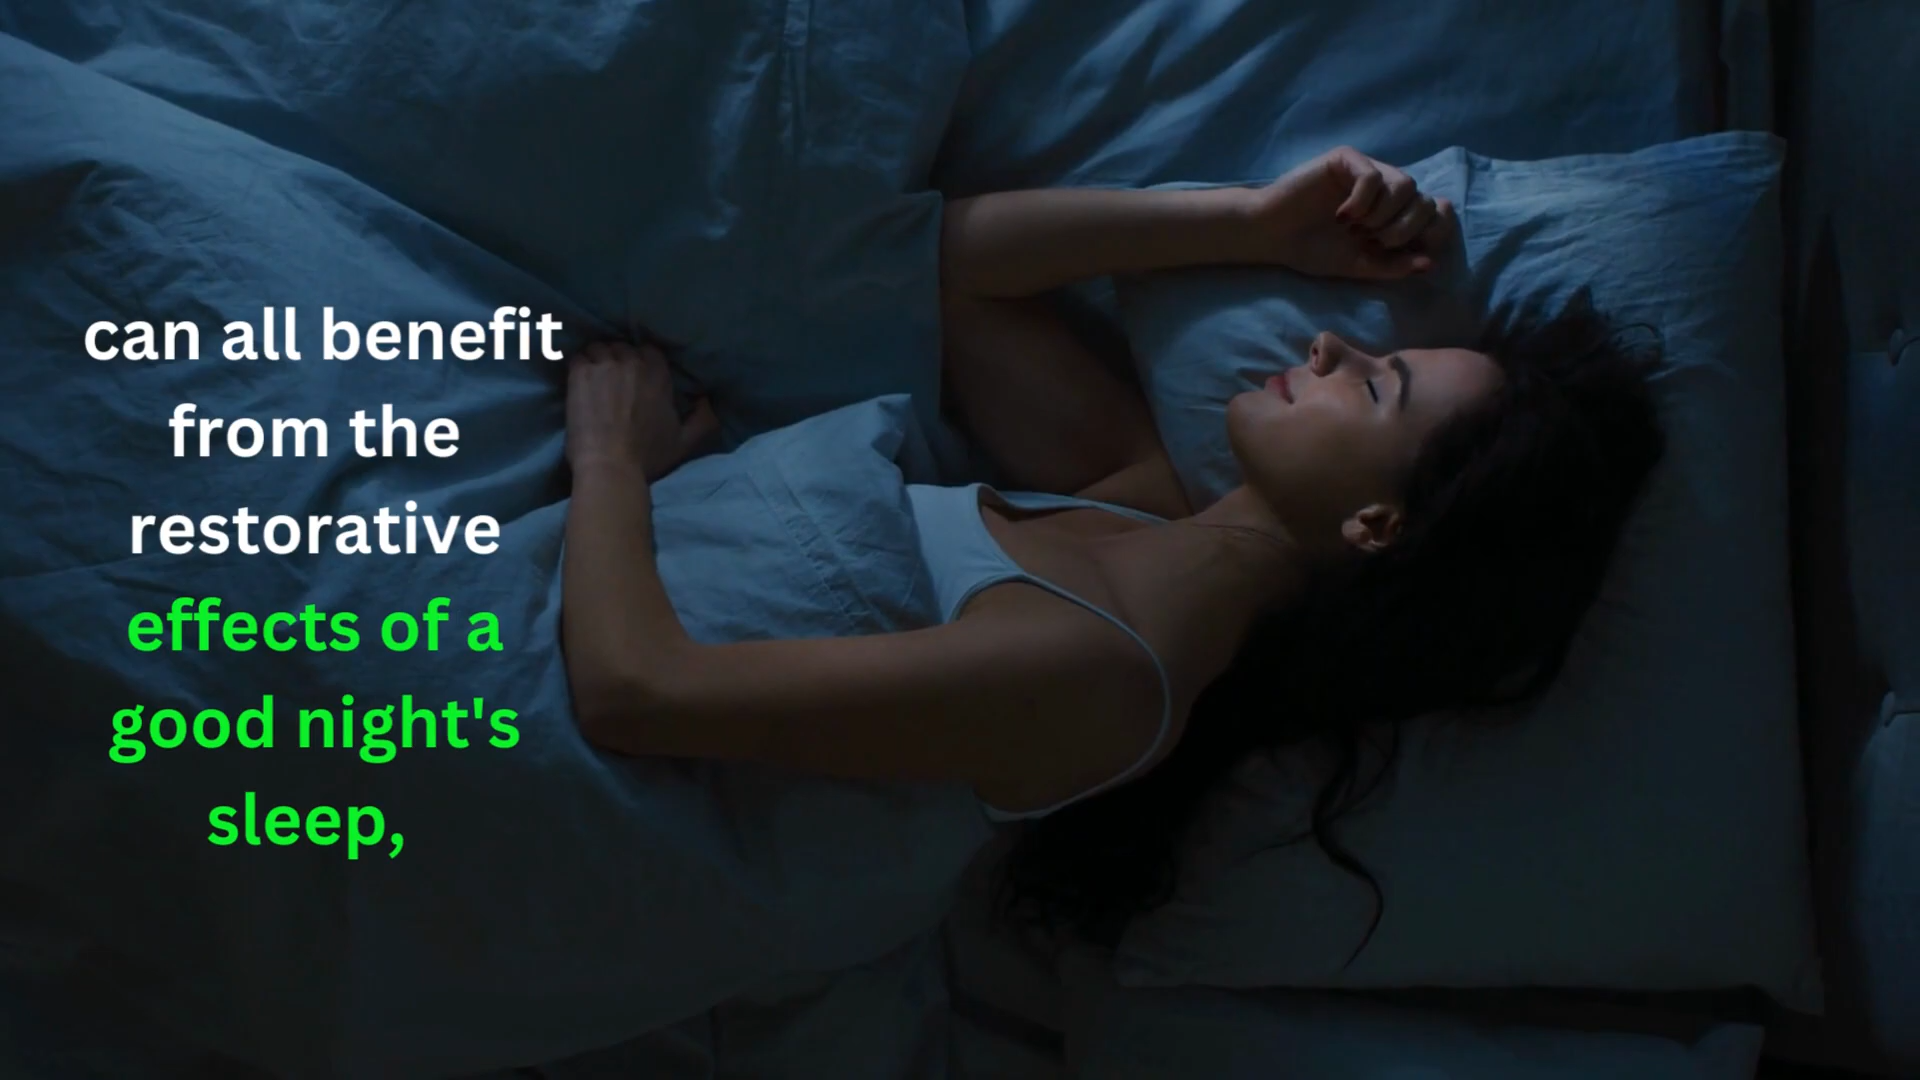 can all benefit
from the
restorative
effects of a
good night's
sleep,